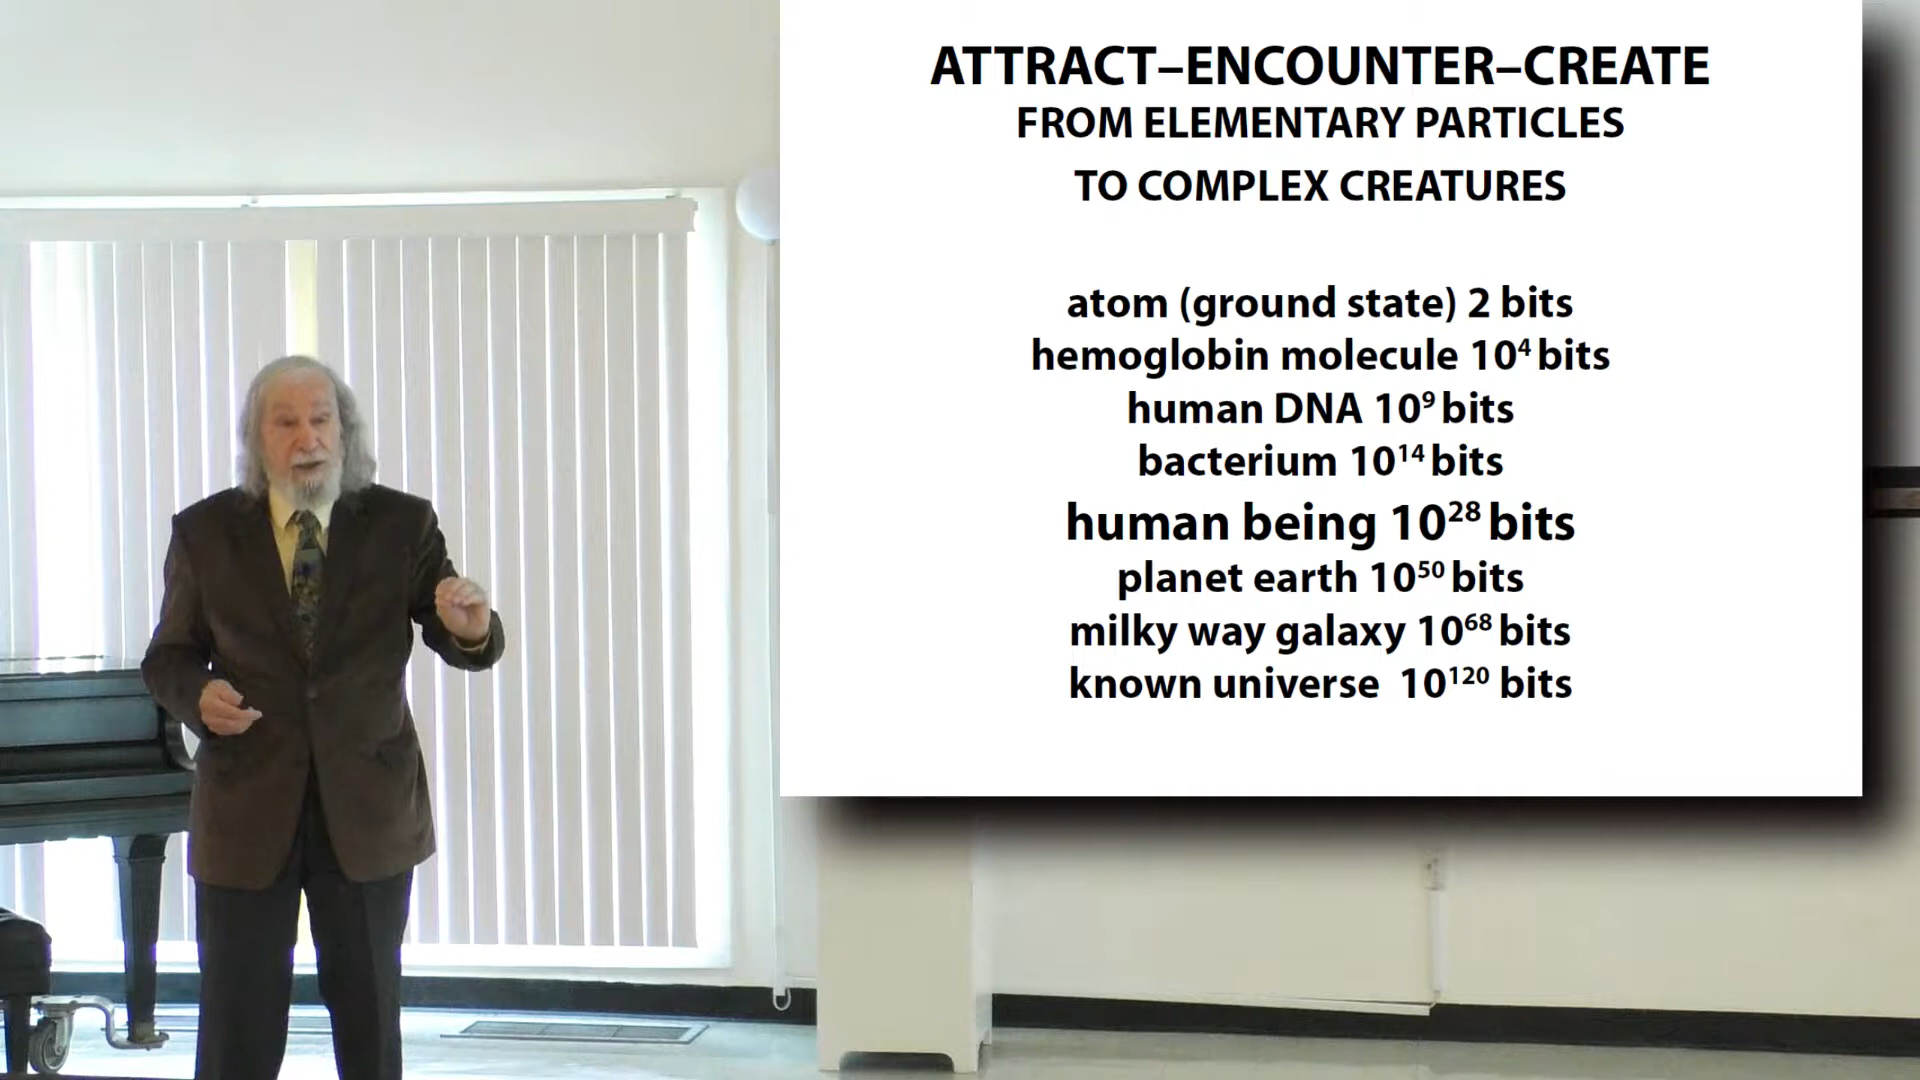 ATTRACT–ENCOUNTER–CREATE
FROM ELEMENTARY PARTICLES
TO COMPLEX CREATURES
atom (ground state) 2 bits
hemoglobin molecule 10⁴ bits
human DNA 10⁹ bits
bacterium 10¹⁴ bits
human being 10²⁸ bits
planet earth 10⁵⁰ bits
milky way galaxy 10⁶⁸ bits
known universe 10¹²⁰ bits